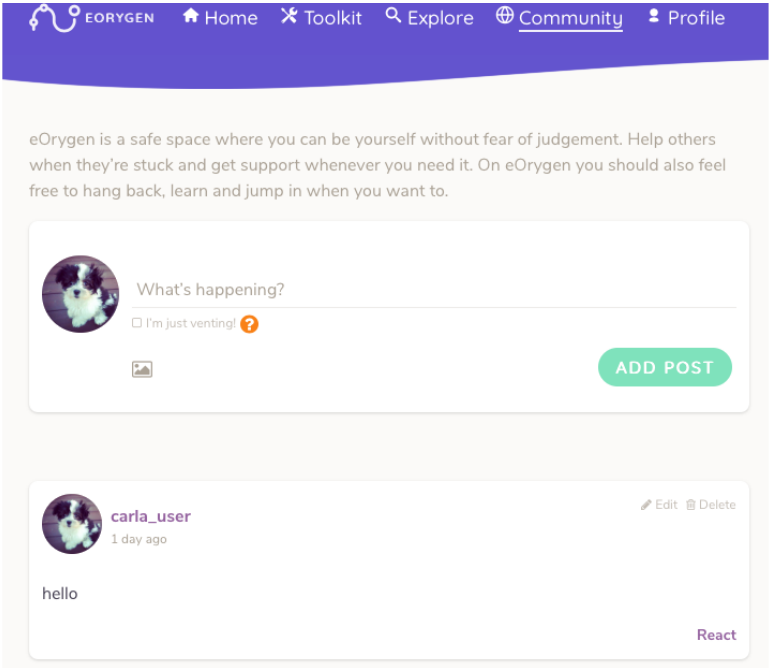 EORYGEN Home Toolkit Explore Community Profile
eOrygen is a safe space where you can be yourself without fear of judgement. Help others
when they're stuck and get support whenever you need it. On eOrygen you should also feel
free to hang back, learn and jump in when you want to.
What's happening?
I'm just venting! ?
ADD POST
carla_user
Edit Delete
1 day ago
hello
React